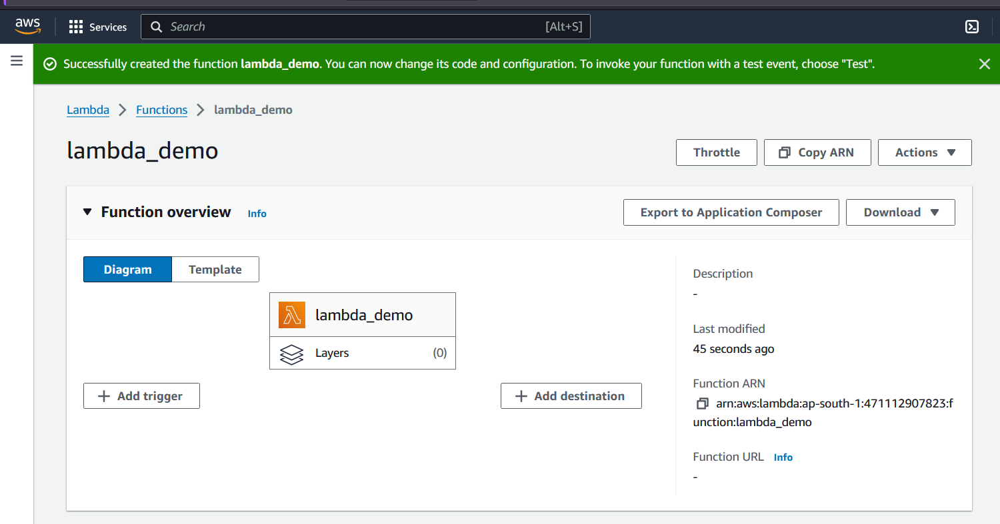 aws Services Search [Alt+S]
Successfully created the function lambda_demo. You can now change its code and configuration. To invoke your function with a test event, choose "Test".
Lambda Functions lambda_demo
lambda_demo
Throttle Copy ARN Actions
Function overview Info
Export to Application Composer Download
Diagram Template
lambda_demo
Layers (0)
+ Add trigger
+ Add destination
Description
-
Last modified
45 seconds ago
Function ARN
arn:aws:lambda:ap-south-1:471112907823:f
unction:lambda_demo
Function URL Info
-